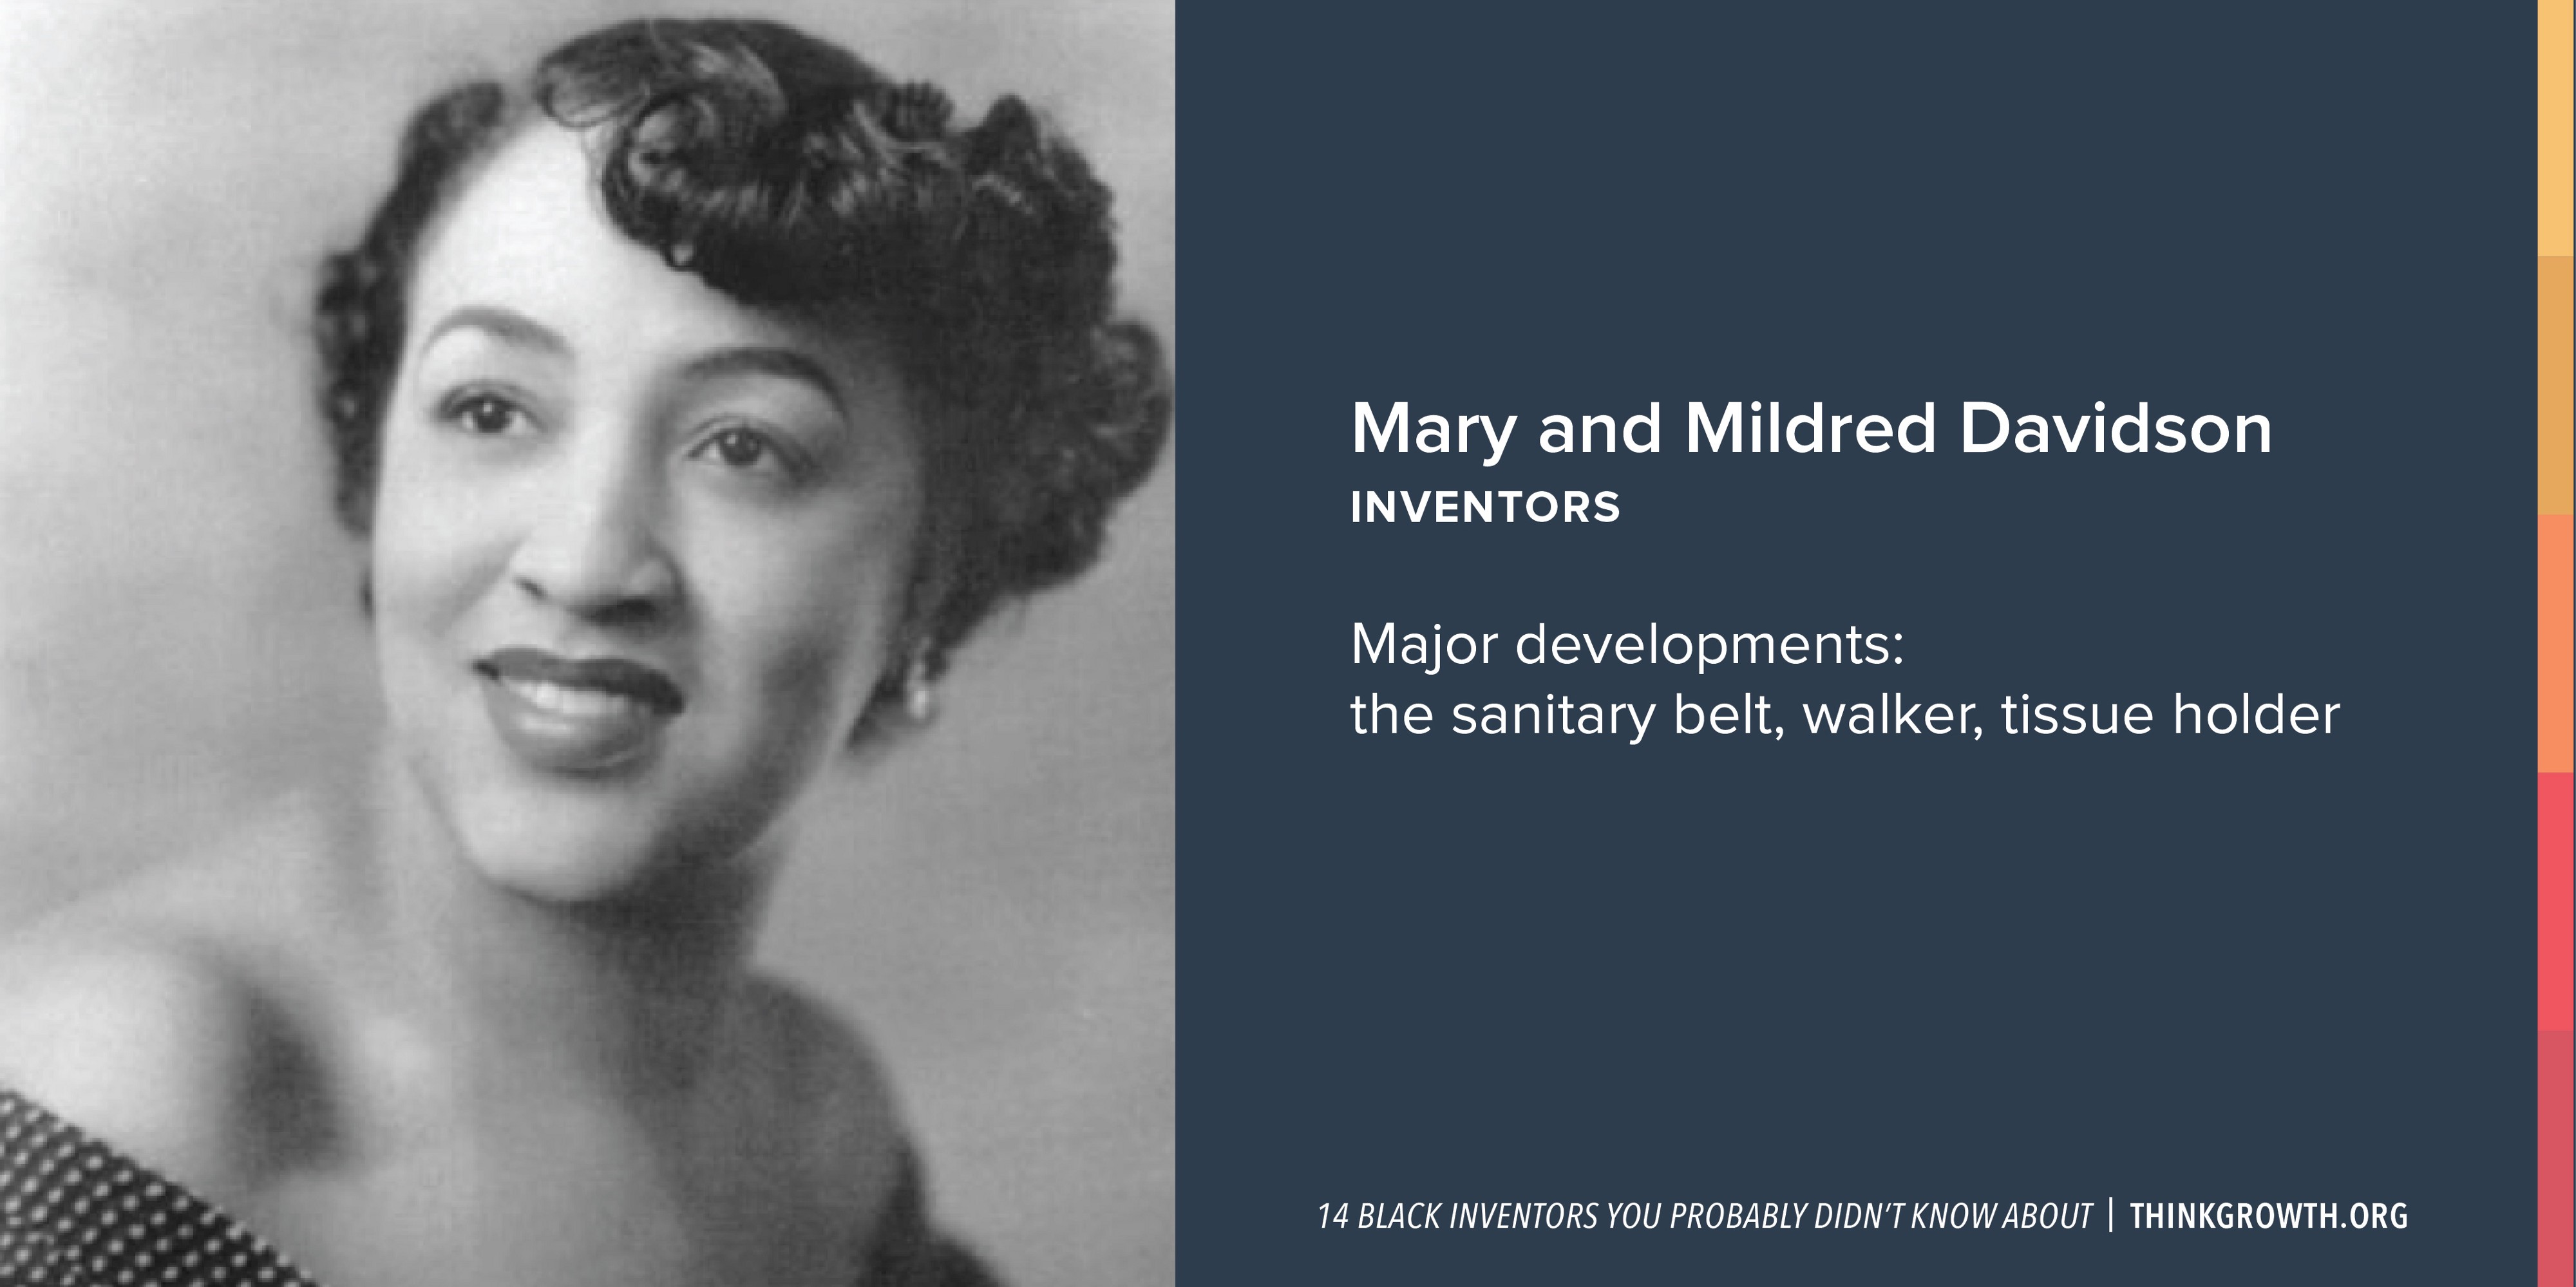 Mary and Mildred Davidson
INVENTORS
Major developments:
the sanitary belt, walker, tissue holder
14 BLACK INVENTORS YOU PROBABLY DIDN'T KNOW ABOUT | THINKGROWTH.ORG